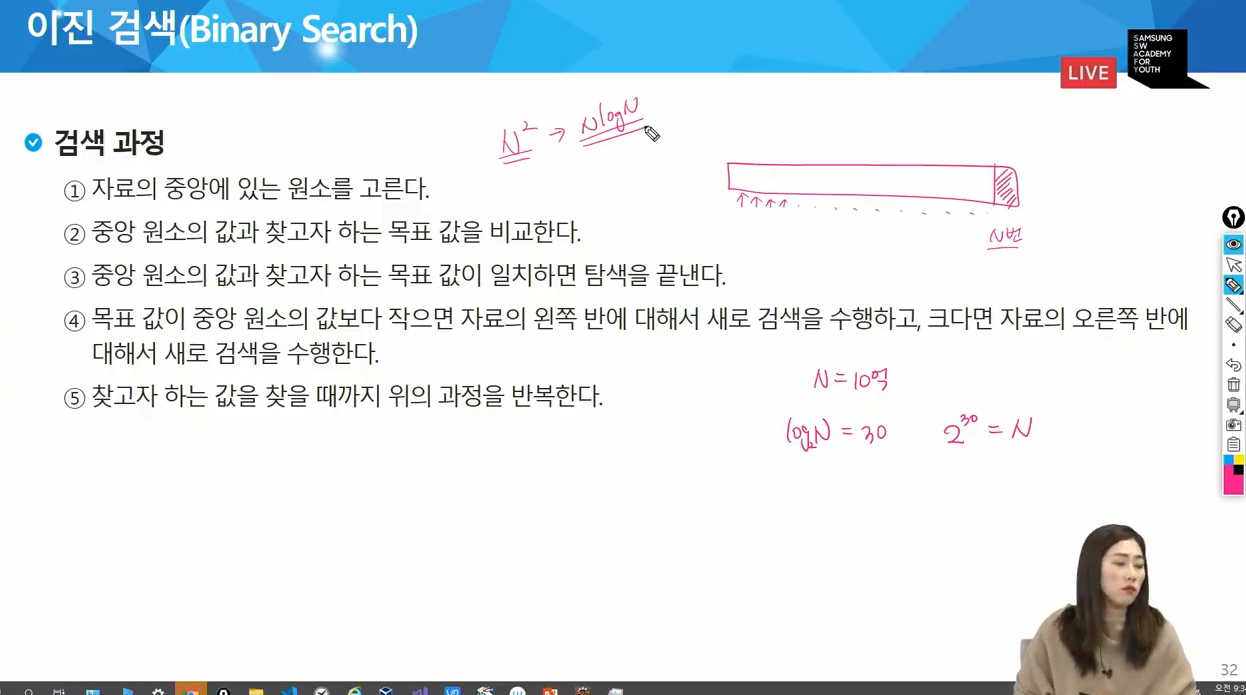 이진 검색(Binary Search)
SAMSUNG
SW
ACADEMY
FOR
YOUTH
LIVE
N² → NlogN
검색 과정
① 자료의 중앙에 있는 원소를 고른다.
② 중앙 원소의 값과 찾고자 하는 목표 값을 비교한다.
N번
③ 중앙 원소의 값과 찾고자 하는 목표 값이 일치하면 탐색을 끝낸다.
④ 목표 값이 중앙 원소의 값보다 작으면 자료의 왼쪽 반에 대해서 새로 검색을 수행하고, 크다면 자료의 오른쪽 반에
대해서 새로 검색을 수행한다.
N = 10억
⑤ 찾고자 하는 값을 찾을 때까지 위의 과정을 반복한다.
log₂N = 30 2³⁰ = N
32